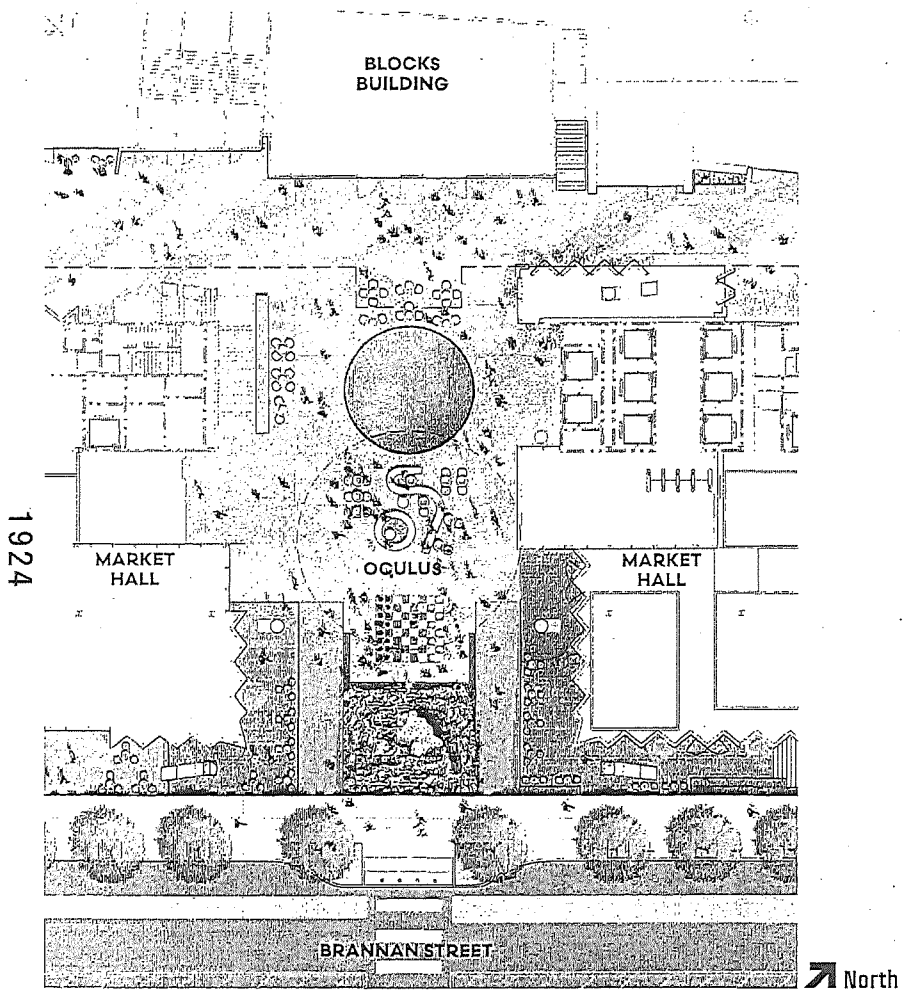 BLOCKS
BUILDING
1924
MARKET
HALL
OCULUS
MARKET
HALL
x
x
x
x
BRANNAN STREET
North